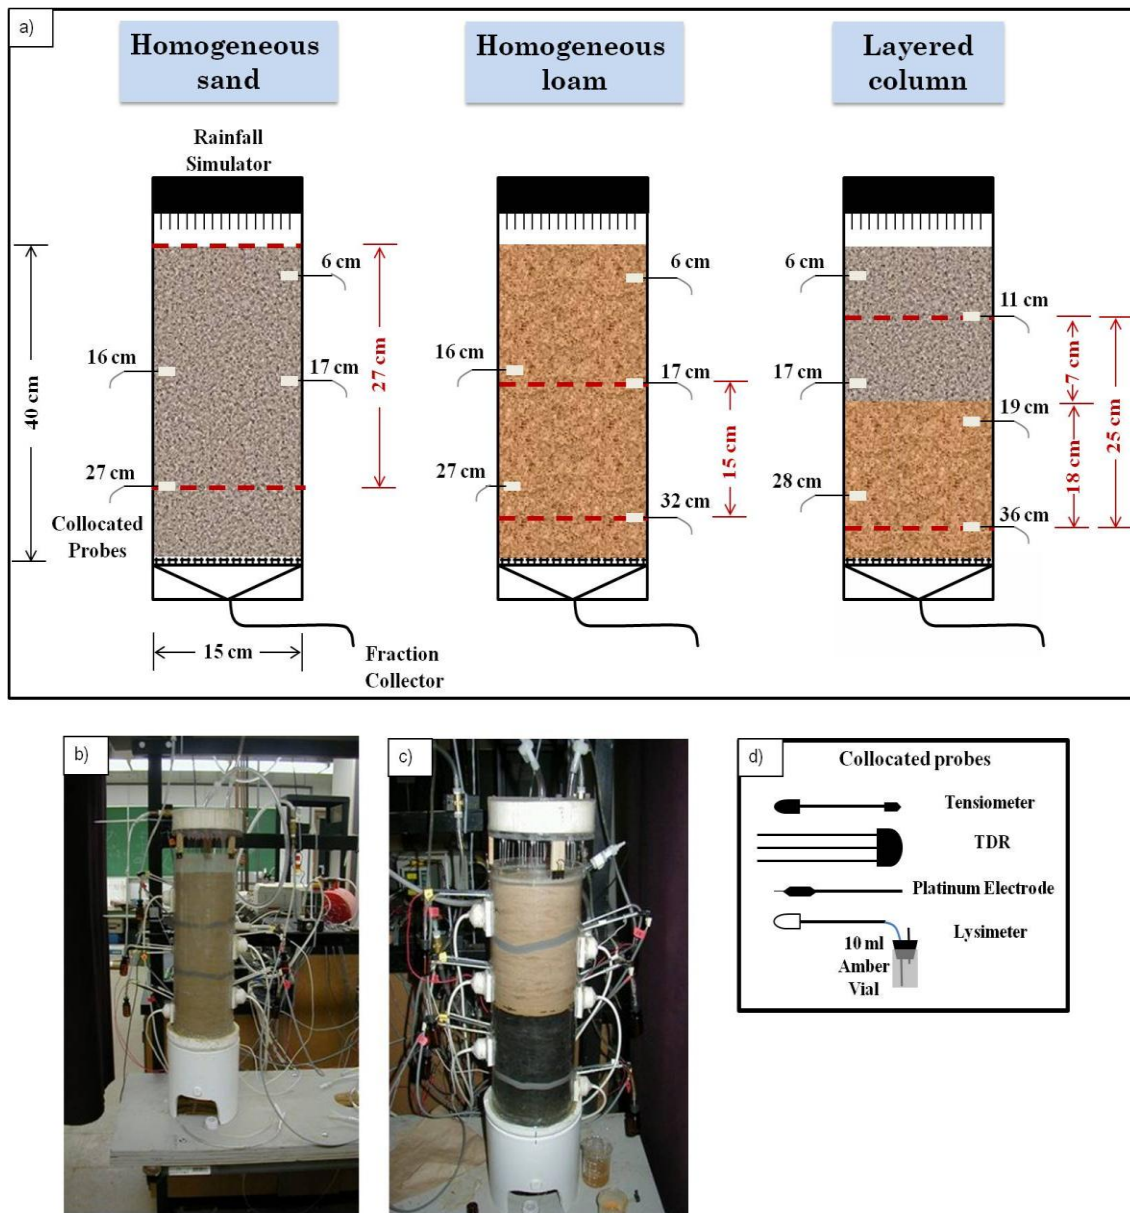 a)
Homogeneous
sand
Homogeneous
loam
Layered
column
Rainfall
Simulator
6 cm
16 cm
17 cm
27 cm
40 cm
27 cm
Collocated
Probes
15 cm
Fraction
Collector
6 cm
16 cm
17 cm
27 cm
32 cm
15 cm
6 cm
11 cm
17 cm
19 cm
28 cm
36 cm
7 cm
18 cm
25 cm
b)
c)
d)
Collocated probes
Tensiometer
TDR
Platinum Electrode
Lysimeter
10 ml
Amber
Vial